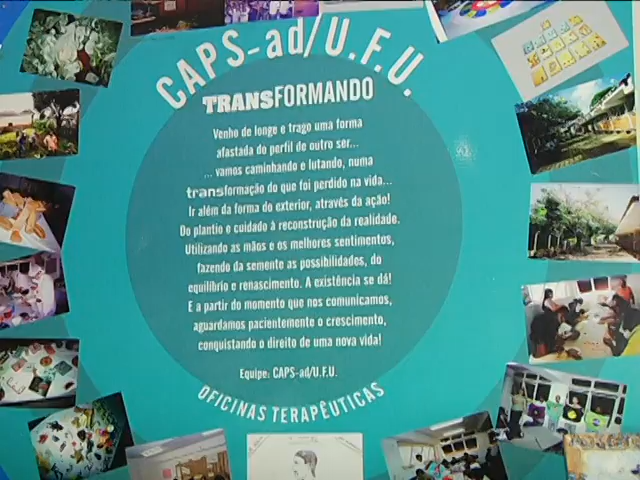 CAPS-ad/U.F.U.
TRANSFORMANDO
Venho de longe e trago uma forma
afastada do perfil de outro ser...
... vamos caminhando e lutando, numa
transformação do que foi perdido na vida...
Ir além da forma do exterior, através da ação!
Do plantio e cuidado à reconstrução da realidade.
Utilizando as mãos e os melhores sentimentos,
fazendo da semente as possibilidades, do
equilíbrio e renascimento. A existência se dá!
E a partir do momento que nos comunicamos,
aguardamos pacientemente o crescimento,
conquistando o direito de uma nova vida!
Equipe: CAPS-ad/U.F.U.
OFICINAS TERAPÊUTICAS